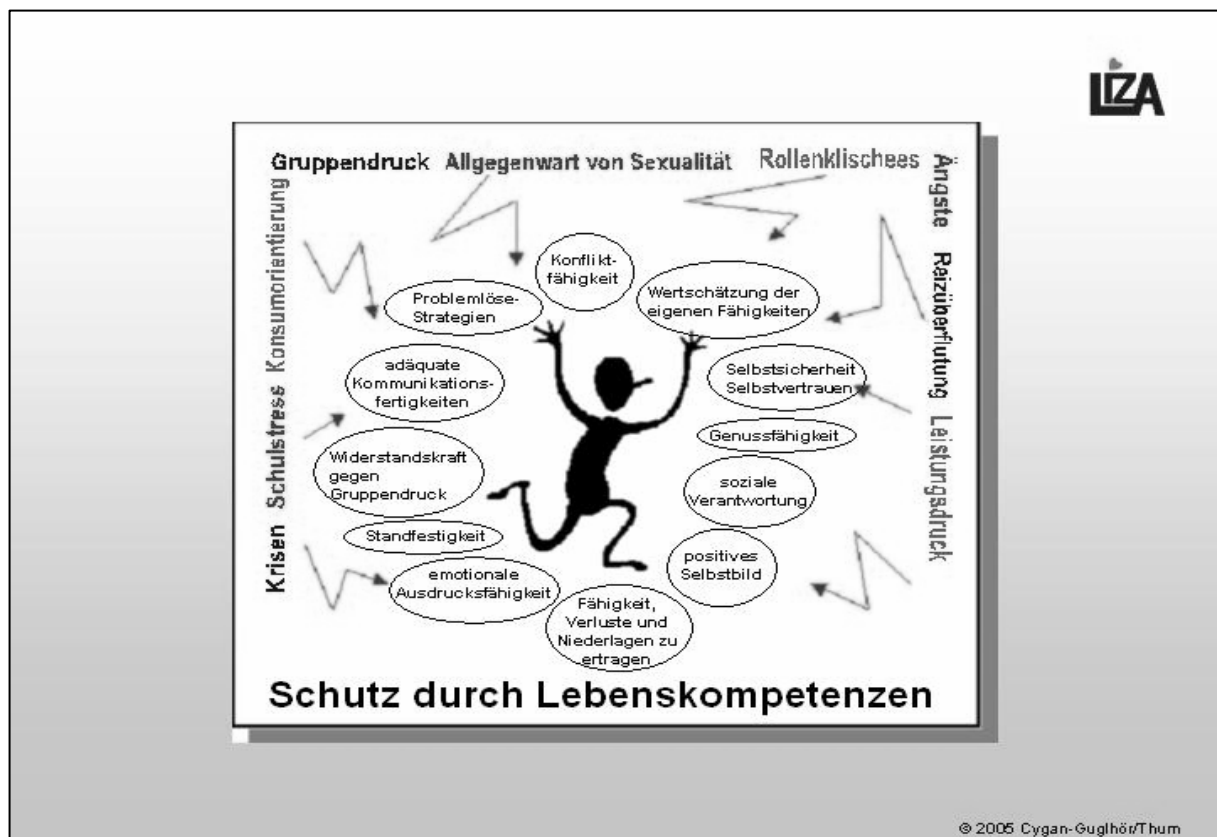 LIZA
Gruppendruck Allgegenwart von Sexualität Rollenklischees
Ängste Reizüberflutung Leistungsdruck
Krisen Schulstress Konsumorientierung
Konflikt-
fähigkeit
Problemlöse-
Strategien
Wertschätzung der
eigenen Fähigkeiten
adäquate
Kommunikations-
fertigkeiten
Selbstsicherheit
Selbstvertrauen
Genussfähigkeit
Widerstandskraft
gegen
Gruppendruck
soziale
Verantwortung
Standfestigkeit
positives
Selbstbild
emotionale
Ausdrucksfähigkeit
Fähigkeit,
Verluste und
Niederlagen zu
ertragen
Schutz durch Lebenskompetenzen
© 2005 Cygan-Guglhör/Thum